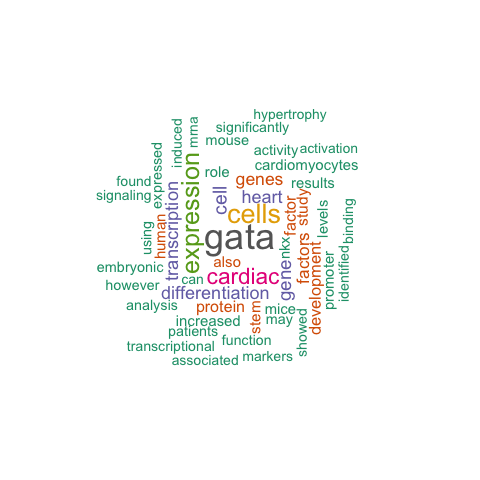 hypertrophy
significantly
mouse
induced
mma
activity
activation
cardiomyocytes
expressed
found
signaling
role
genes
results
expression
transcription
cell
heart
cells
factor
study
levels
binding
human
using
gata
nkx
factors
identified
embryonic
also
cardiac
gene
development
promoter
however
can
differentiation
analysis
protein
stem
mice
increased
may
patients
function
showed
transcriptional
associated
markers